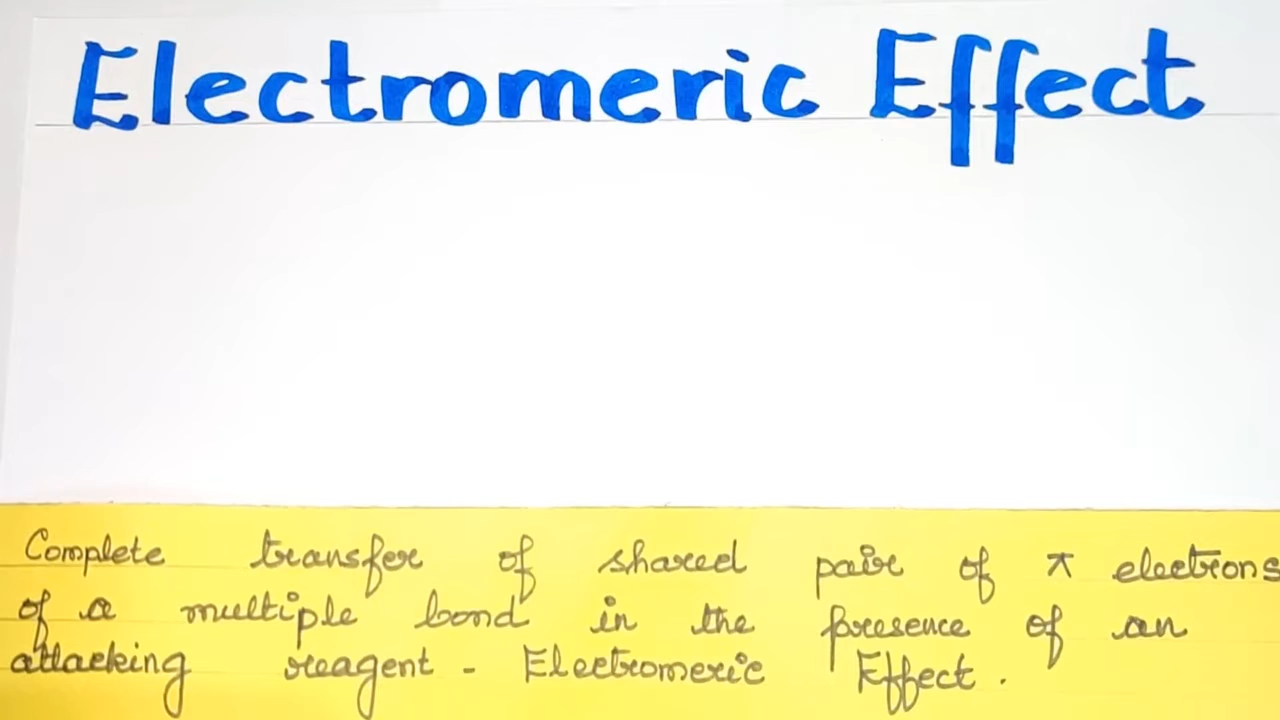 Electromeric Effect
Complete transfer of shared pair of π electrons
of a multiple bond in the presence of an
attacking reagent - Electromeric Effect.